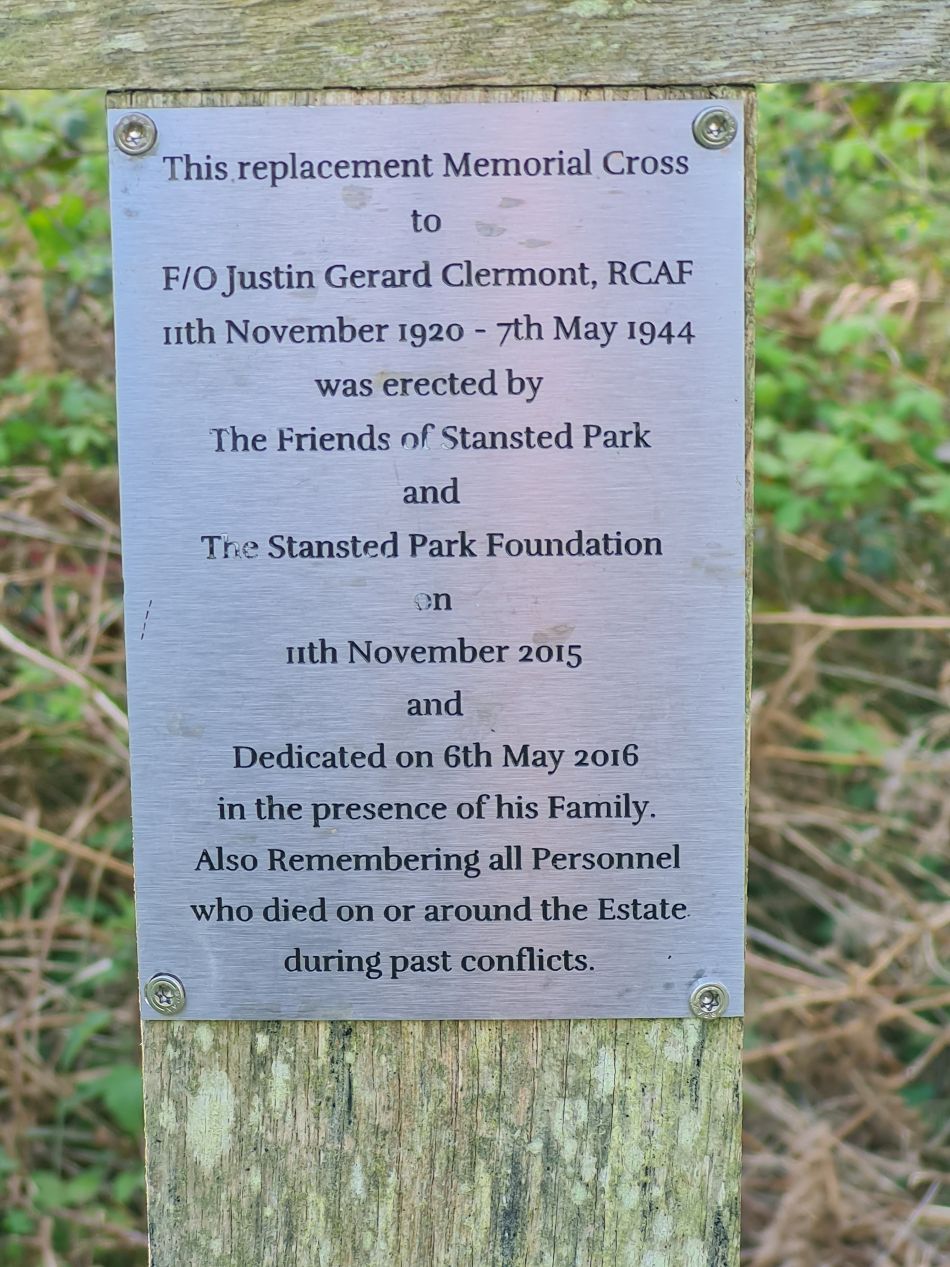 This replacement Memorial Cross
to
F/O Justin Gerard Clermont, RCAF
11th November 1920 - 7th May 1944
was erected by
The Friends of Stansted Park
and
The Stansted Park Foundation
on
11th November 2015
and
Dedicated on 6th May 2016
in the presence of his Family.
Also Remembering all Personnel
who died on or around the Estate
during past conflicts.